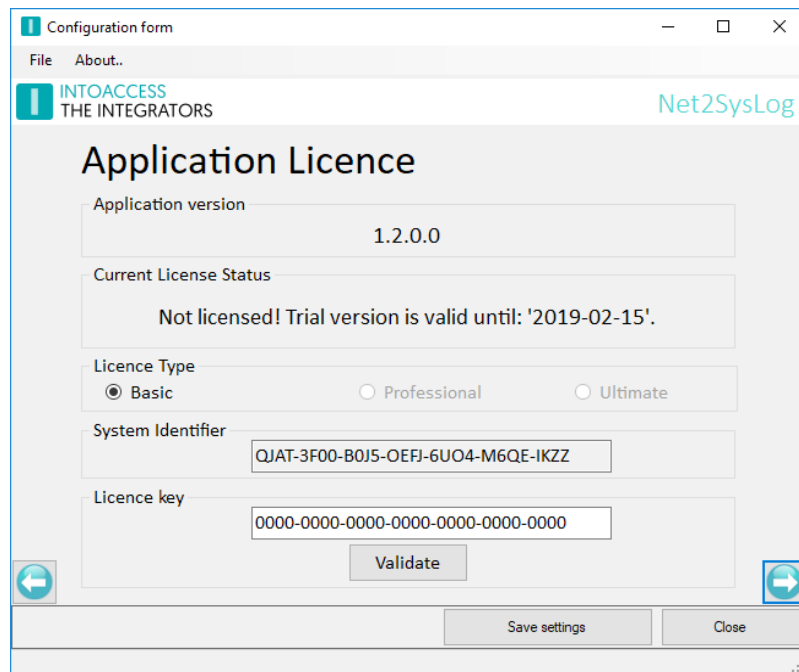 Configuration form
File About..
INTOACCESS
THE INTEGRATORS
Net2SysLog
Application Licence
Application version
1.2.0.0
Current License Status
Not licensed! Trial version is valid until: '2019-02-15'.
Licence Type
Basic Professional Ultimate
System Identifier
QJAT-3F00-B0J5-OEFJ-6UO4-M6QE-IKZZ
Licence key
0000-0000-0000-0000-0000-0000-0000
Validate
Save settings Close